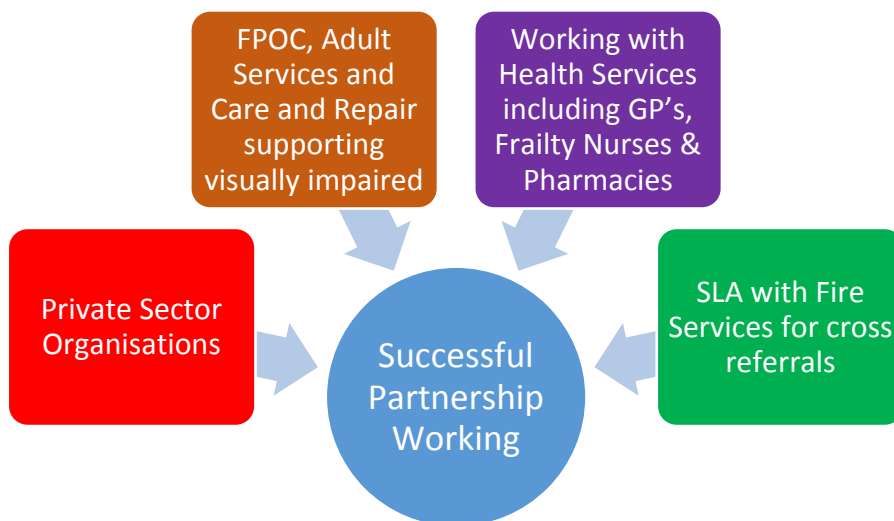 FPOC, Adult
Services and
Care and Repair
supporting
visually impaired
Working with
Health Services
including GP's,
Frailty Nurses &
Pharmacies
Private Sector
Organisations
SLA with Fire
Services for cross
referrals
Successful
Partnership
Working